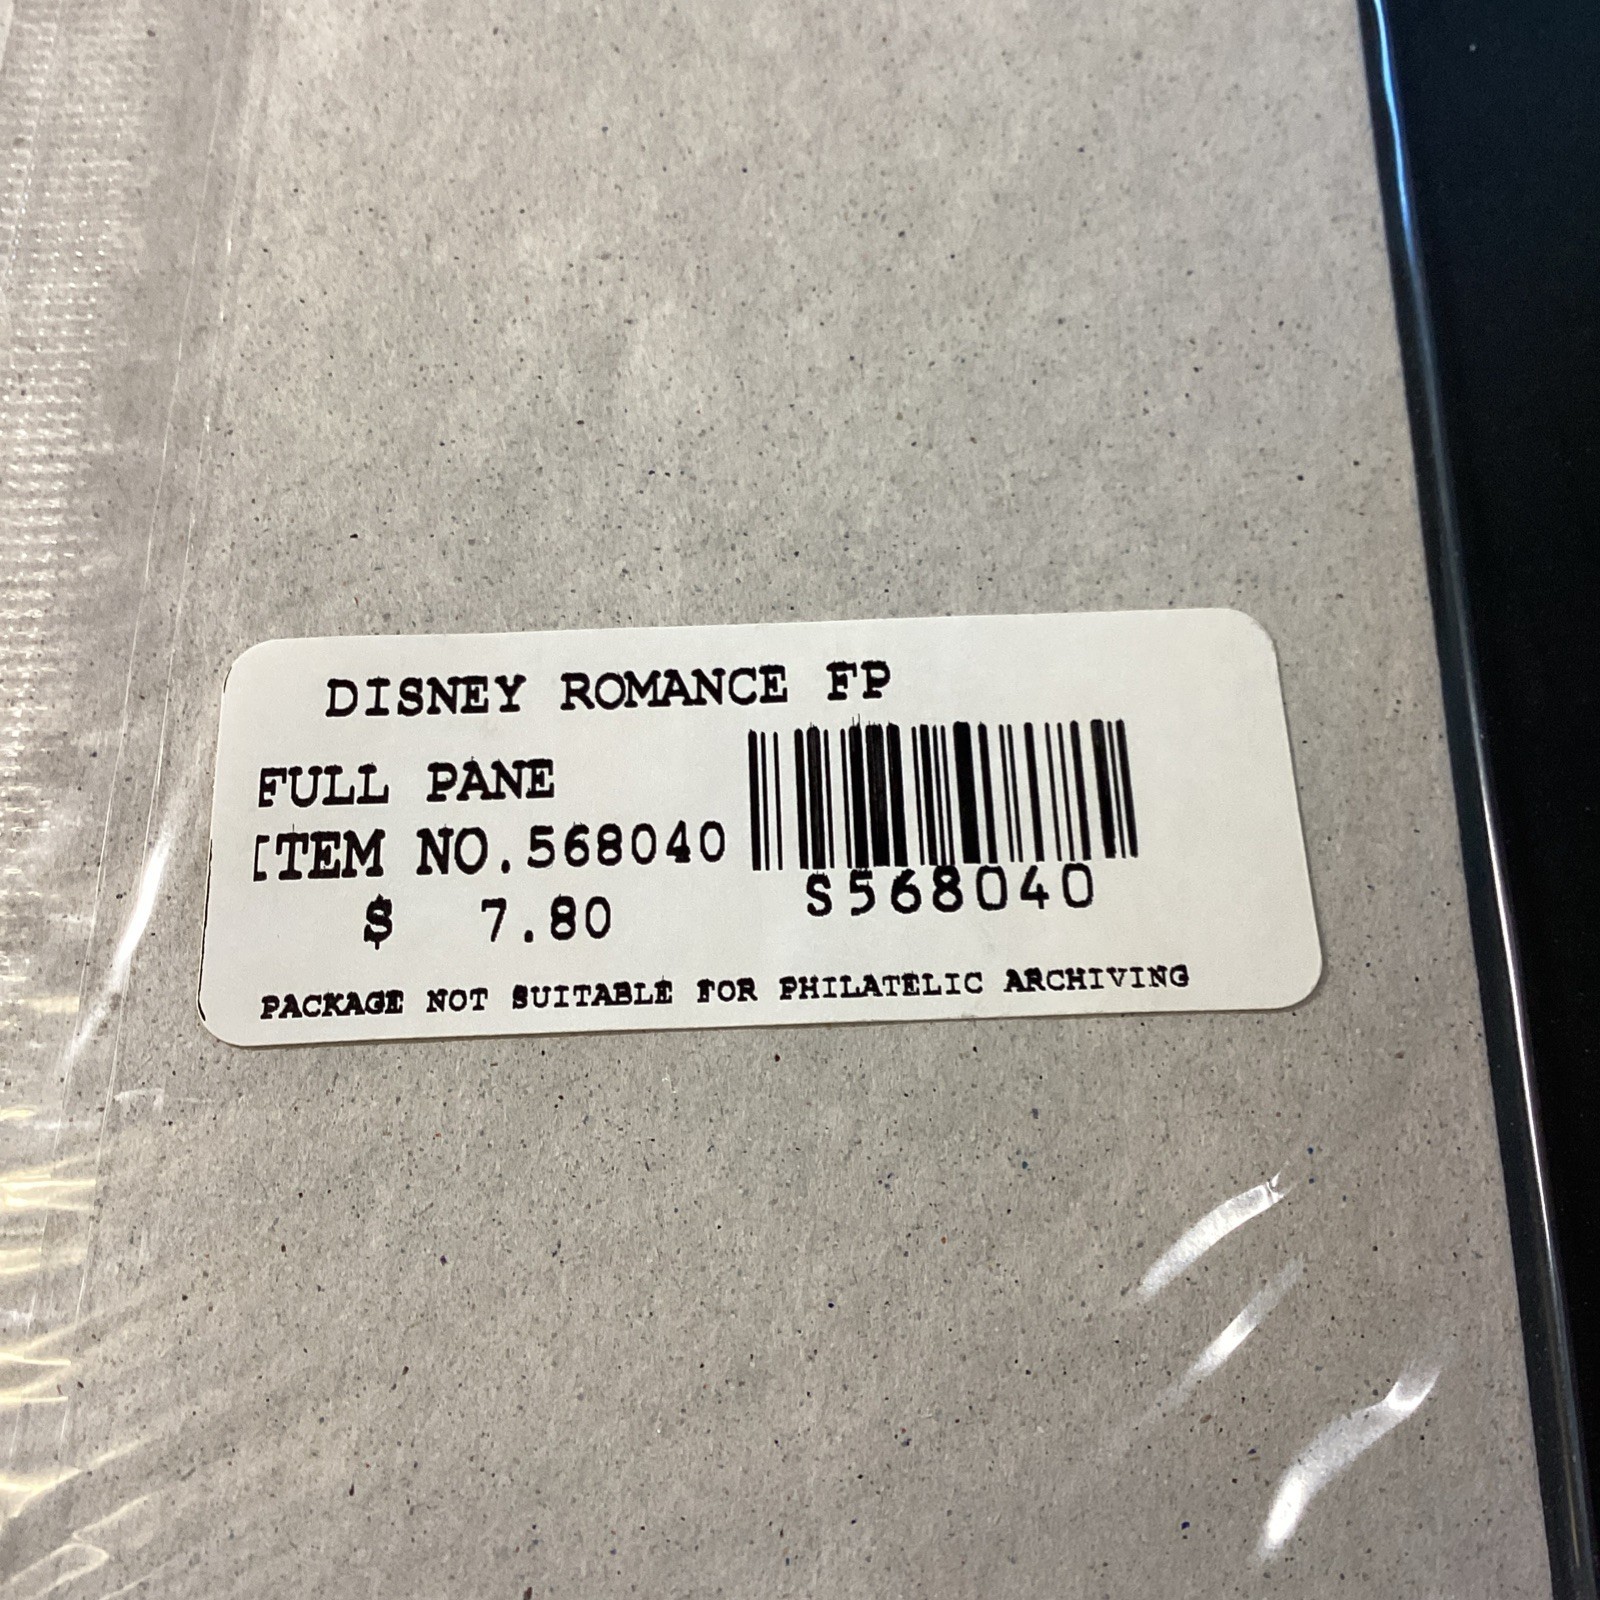 DISNEY ROMANCE FP
FULL PANE
ITEM NO.568040
$ 7.80
S568040
PACKAGE NOT SUITABLE FOR PHILATELIC ARCHIVING